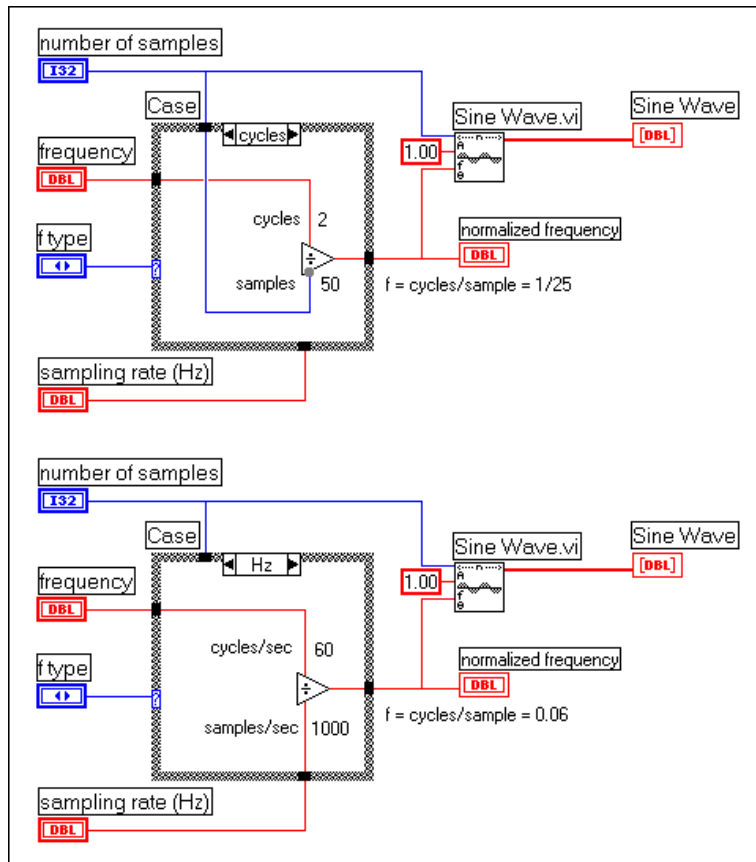 number of samples
I32
Case
cycles
Sine Wave.vi
Sine Wave
n
A
f
θ
1.00
[DBL]
frequency
DBL
cycles 2
÷
samples 50
normalized frequency
DBL
f = cycles/sample = 1/25
f type
?
sampling rate (Hz)
DBL
number of samples
I32
Case
Hz
Sine Wave.vi
Sine Wave
n
A
f
θ
1.00
[DBL]
frequency
DBL
cycles/sec 60
÷
samples/sec 1000
normalized frequency
DBL
f = cycles/sample = 0.06
f type
?
sampling rate (Hz)
DBL